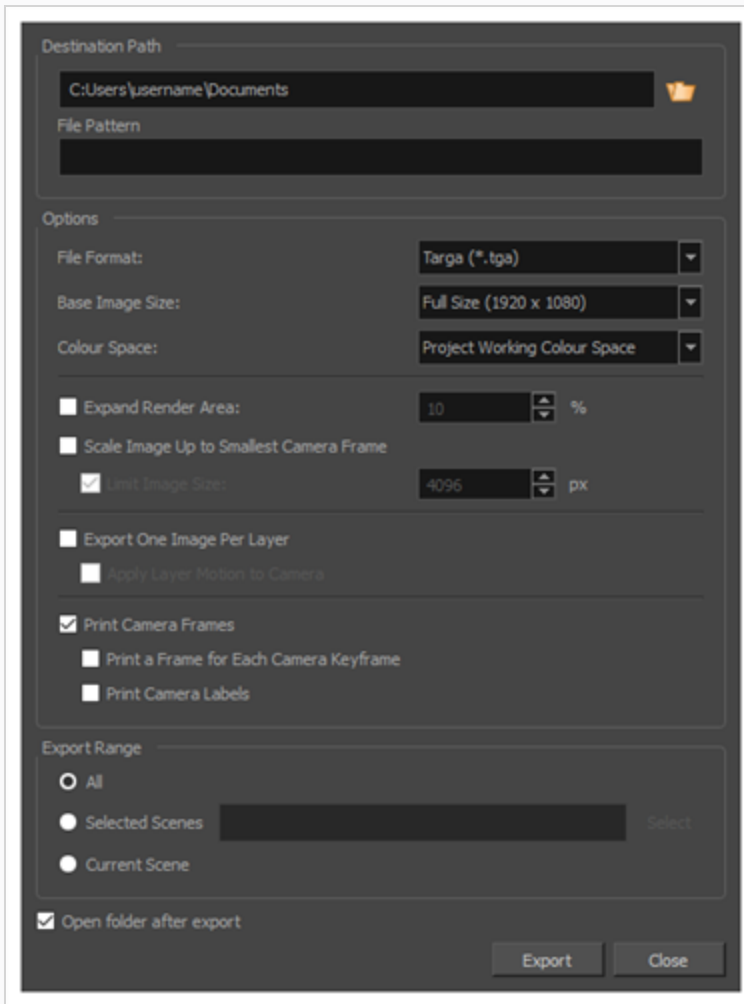 Destination Path
C:Users\username\Documents
File Pattern
Options
File Format: Targa (*.tga)
Base Image Size: Full Size (1920 x 1080)
Colour Space: Project Working Colour Space
Expand Render Area: 10 %
Scale Image Up to Smallest Camera Frame
Limit Image Size: 4096 px
Export One Image Per Layer
Apply Layer Motion to Camera
Print Camera Frames
Print a Frame for Each Camera Keyframe
Print Camera Labels
Export Range
All
Selected Scenes Select
Current Scene
Open folder after export
Export Close